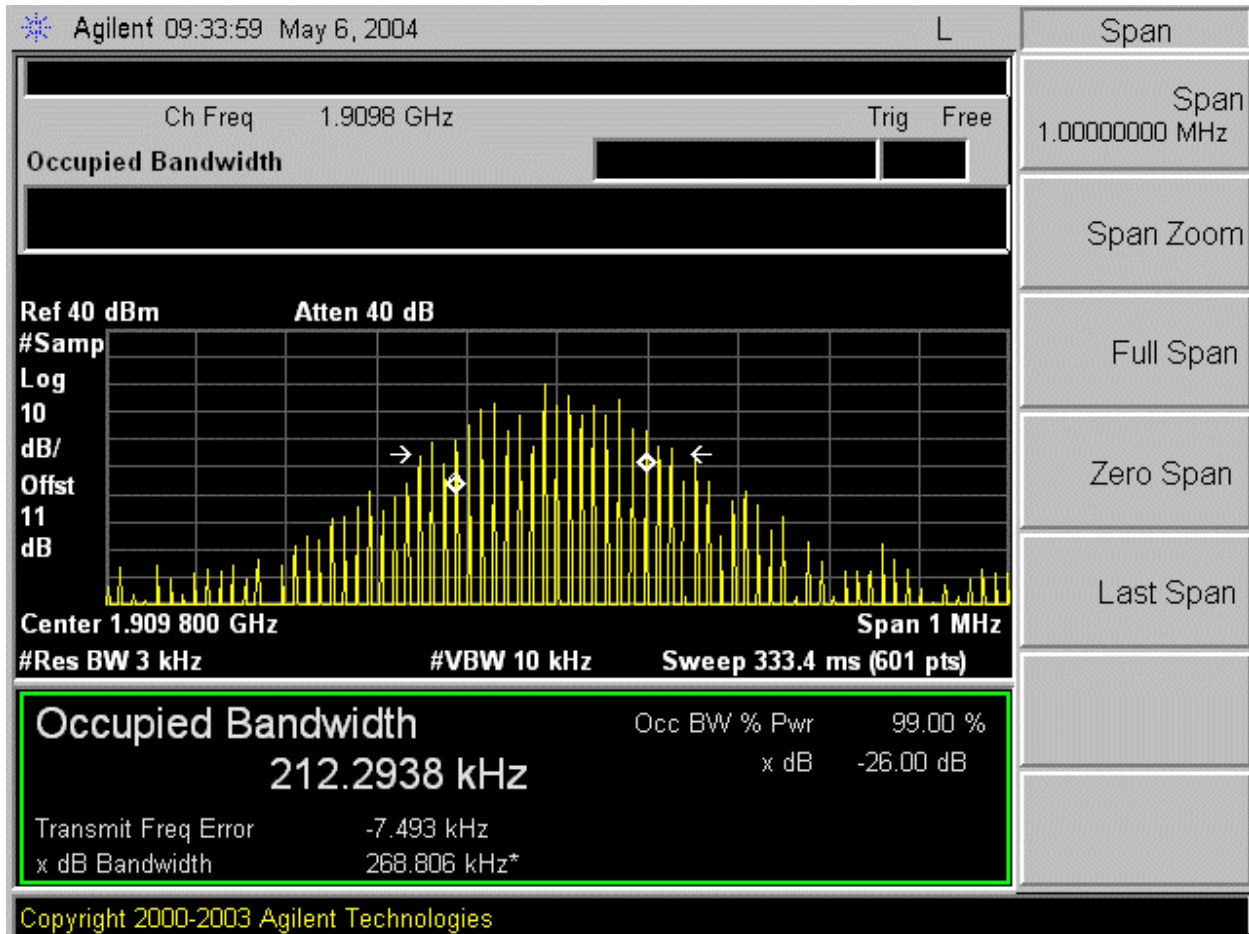 Agilent 09:33:59 May 6, 2004 L
Span
Ch Freq 1.9098 GHz Trig Free
Occupied Bandwidth
Span
1.00000000 MHz
Span Zoom
Full Span
Zero Span
Last Span
Ref 40 dBm Atten 40 dB
#Samp
Log
10
dB/
Offst
11
dB
Center 1.909 800 GHz Span 1 MHz
#Res BW 3 kHz #VBW 10 kHz Sweep 333.4 ms (601 pts)
Occupied Bandwidth
212.2938 kHz
Occ BW % Pwr 99.00 %
x dB -26.00 dB
Transmit Freq Error -7.493 kHz
x dB Bandwidth 268.806 kHz*
Copyright 2000-2003 Agilent Technologies